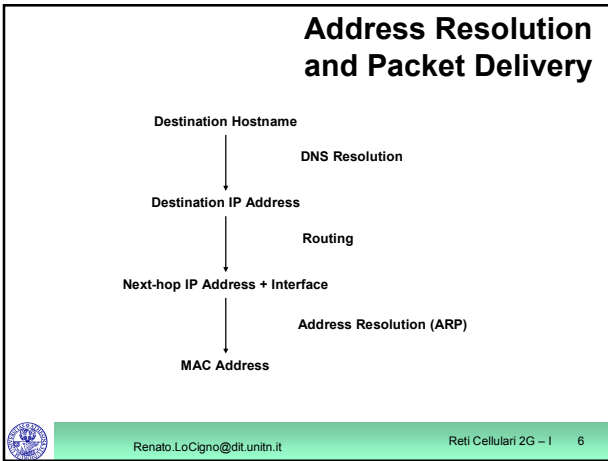 Address Resolution
and Packet Delivery
Destination Hostname
DNS Resolution
Destination IP Address
Routing
Next-hop IP Address + Interface
Address Resolution (ARP)
MAC Address
Renato.LoCigno@dit.unitn.it
Reti Cellulari 2G – I 6